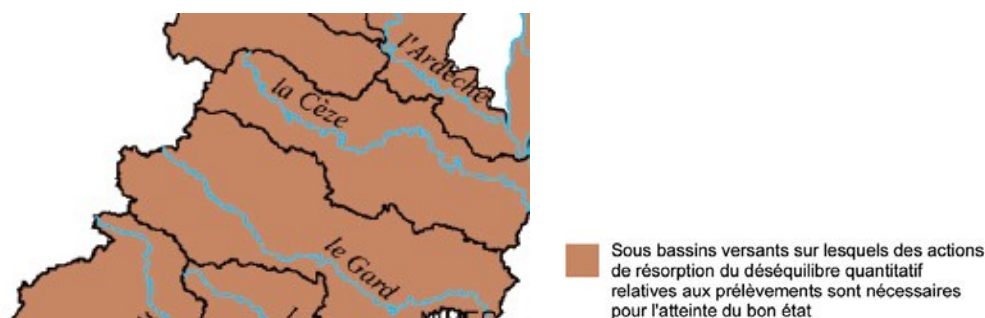 l'Ardèche
la Cèze
le Gard
Sous bassins versants sur lesquels des actions
de résorption du déséquilibre quantitatif
relatives aux prélèvements sont nécessaires
pour l'atteinte du bon état